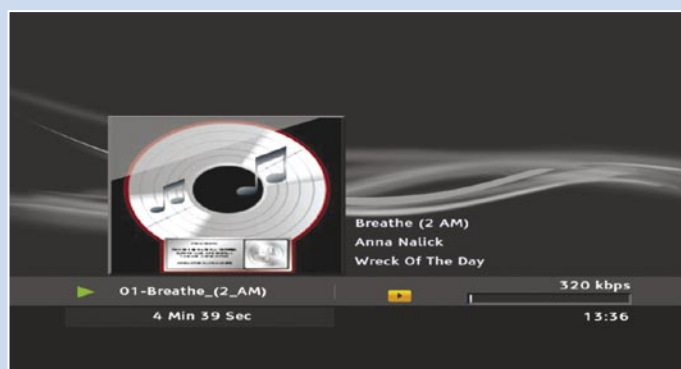 Breathe (2 AM)
Anna Nalick
Wreck Of The Day
01-Breathe_(2_AM)
320 kbps
4 Min 39 Sec
13:36